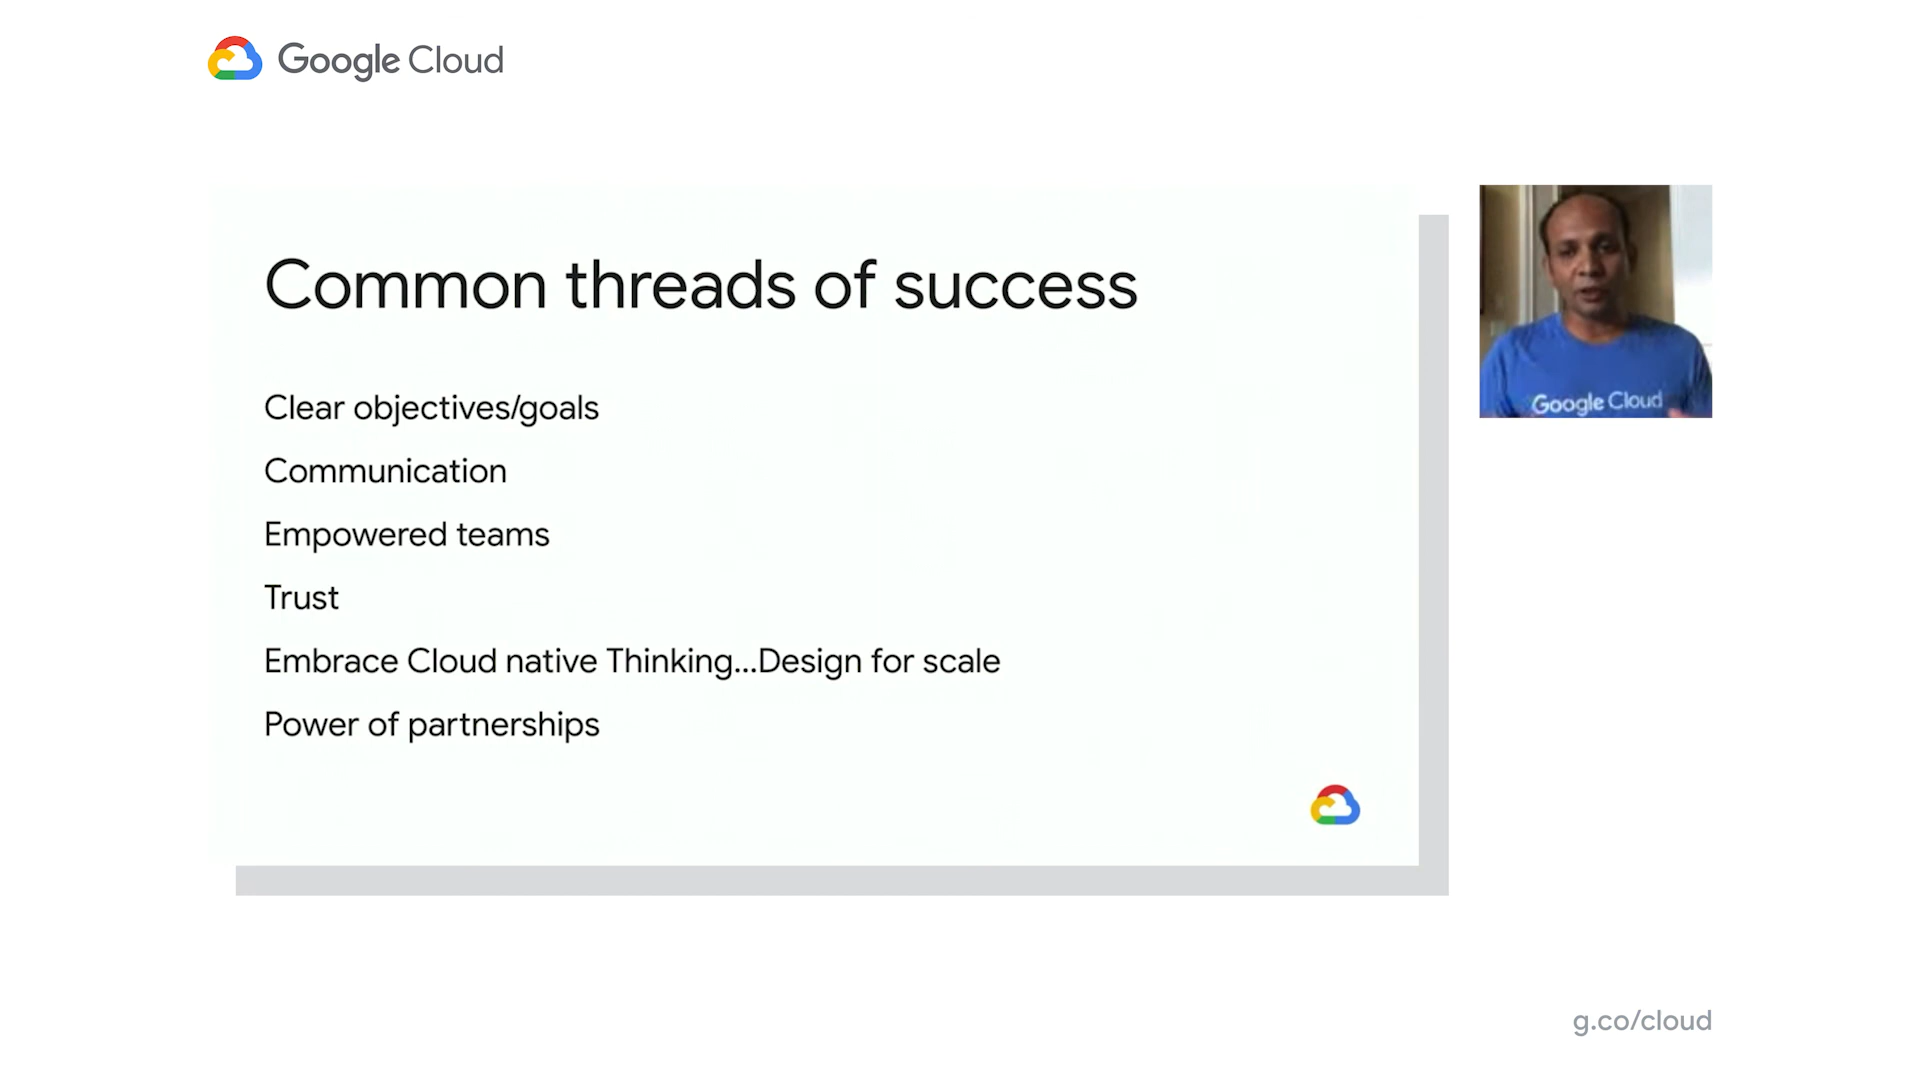 Google Cloud
Common threads of success
Clear objectives/goals
Communication
Empowered teams
Trust
Embrace Cloud native Thinking...Design for scale
Power of partnerships
Google Cloud
g.co/cloud